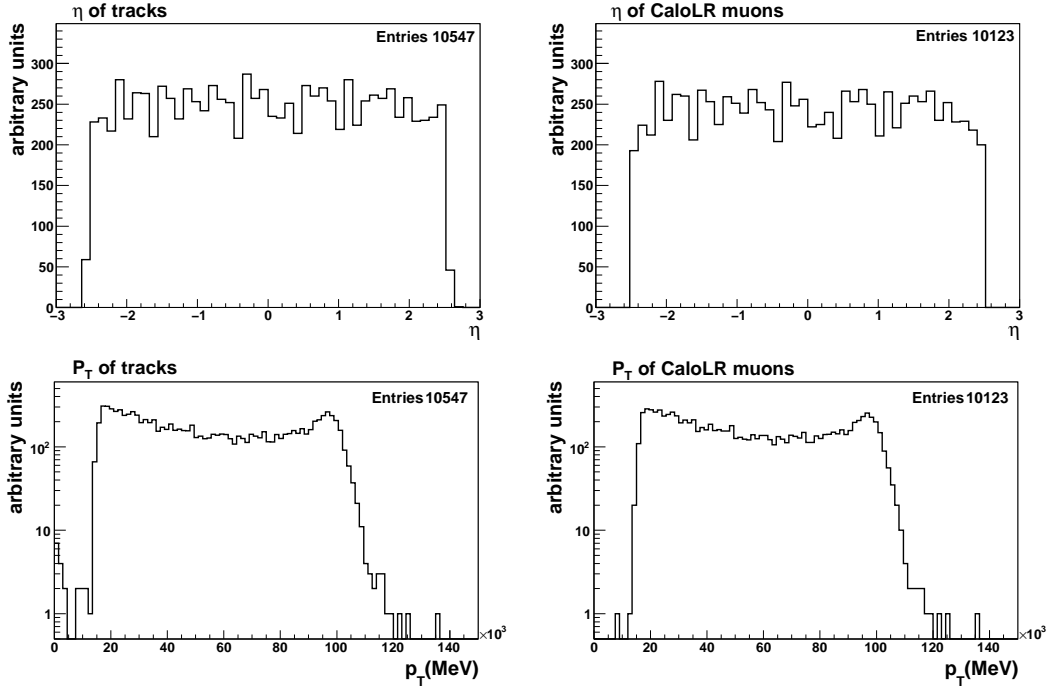 η of tracks
Entries 10547
arbitrary units
300
250
200
150
100
50
0
−3 −2 −1 0 1 2 3
η
η of CaloLR muons
Entries 10123
arbitrary units
300
250
200
150
100
50
0
−3 −2 −1 0 1 2 3
η
P_T of tracks
Entries 10547
arbitrary units
10²
10
1
0 20 40 60 80 100 120 140
×10³
p_T(MeV)
P_T of CaloLR muons
Entries 10123
arbitrary units
10²
10
1
0 20 40 60 80 100 120 140
×10³
p_T(MeV)